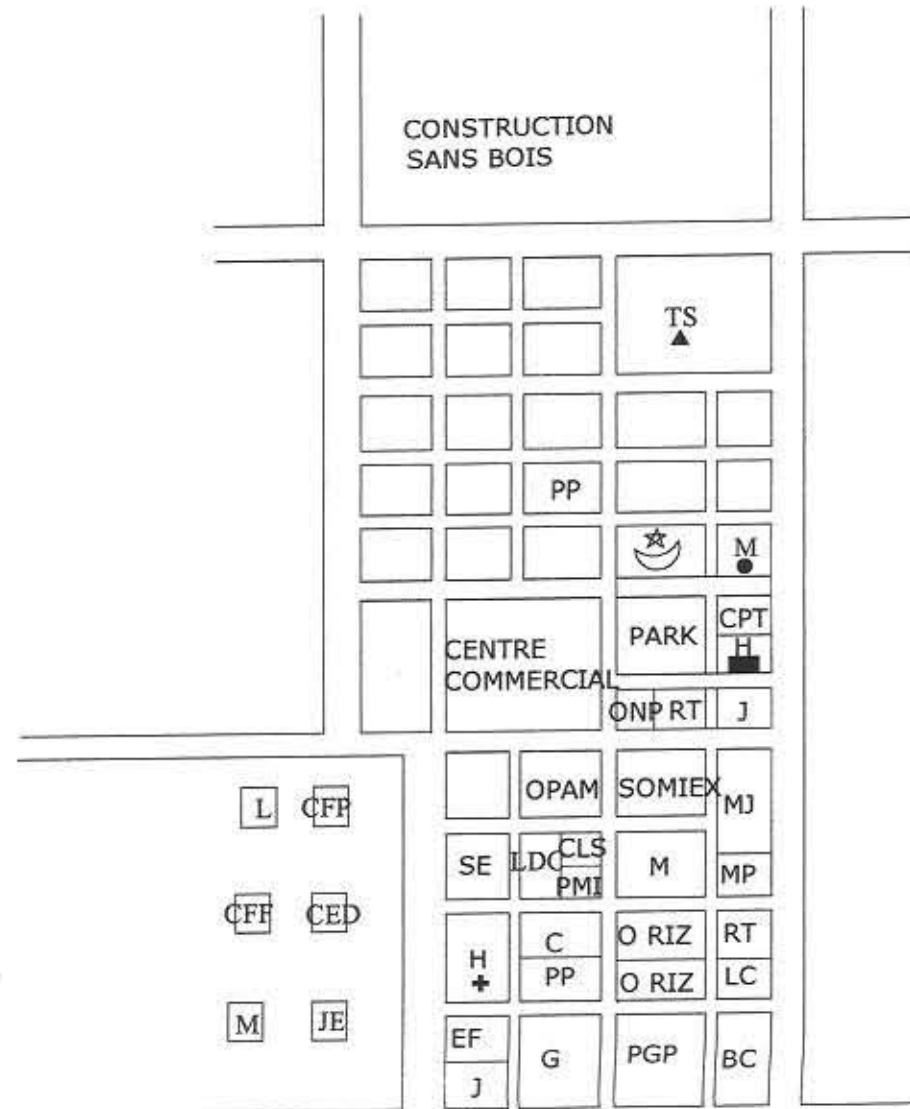 CONSTRUCTION
SANS BOIS
TS
PP
M
CPT
H
PARK
CENTRE
COMMERCIAL
ONP RT J
OPAM SOMIEX MJ
L CFP
SE LDC CLS M MP
PMI
CFF CED
H C O RIZ RT
PP O RIZ LC
M JE
EF G PGP BC
J